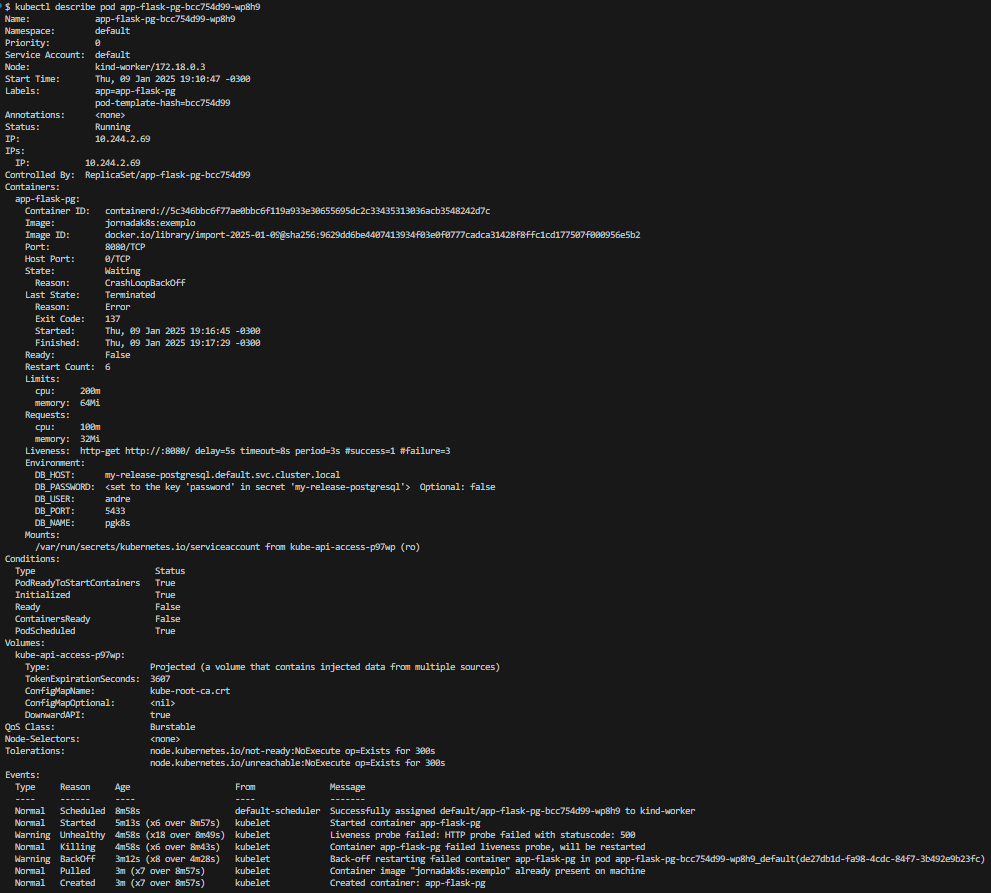 $ kubectl describe pod app-flask-pg-bcc754d99-wp8h9
Name:             app-flask-pg-bcc754d99-wp8h9
Namespace:        default
Priority:         0
Service Account:  default
Node:             kind-worker/172.18.0.3
Start Time:       Thu, 09 Jan 2025 19:10:47 -0300
Labels:           app=app-flask-pg
                  pod-template-hash=bcc754d99
Annotations:      <none>
Status:           Running
IP:               10.244.2.69
IPs:
  IP:           10.244.2.69
Controlled By:  ReplicaSet/app-flask-pg-bcc754d99
Containers:
  app-flask-pg:
    Container ID:   containerd://5c346bbc6f77ae0bbc6f119a933e30655695dc2c33435313036acb3548242d7c
    Image:          jornadak8s:exemplo
    Image ID:       docker.io/library/import-2025-01-09@sha256:9629dd6be4407413934f03e0f0777cadca31428f8ffc1cd177507f000956e5b2
    Port:           8080/TCP
    Host Port:      0/TCP
    State:          Waiting
      Reason:       CrashLoopBackOff
    Last State:     Terminated
      Reason:       Error
      Exit Code:    137
      Started:      Thu, 09 Jan 2025 19:16:45 -0300
      Finished:     Thu, 09 Jan 2025 19:17:29 -0300
    Ready:          False
    Restart Count:  6
    Limits:
      cpu:     200m
      memory:  64Mi
    Requests:
      cpu:     100m
      memory:  32Mi
    Liveness:  http-get http://:8080/ delay=5s timeout=8s period=3s #success=1 #failure=3
    Environment:
      DB_HOST:      my-release-postgresql.default.svc.cluster.local
      DB_PASSWORD:  <set to the key 'password' in secret 'my-release-postgresql'>  Optional: false
      DB_USER:      andre
      DB_PORT:      5433
      DB_NAME:      pgk8s
    Mounts:
      /var/run/secrets/kubernetes.io/serviceaccount from kube-api-access-p97wp (ro)
Conditions:
  Type                        Status
  PodReadyToStartContainers   True
  Initialized                 True
  Ready                       False
  ContainersReady             False
  PodScheduled                True
Volumes:
  kube-api-access-p97wp:
    Type:                    Projected (a volume that contains injected data from multiple sources)
    TokenExpirationSeconds:  3607
    ConfigMapName:           kube-root-ca.crt
    ConfigMapOptional:       <nil>
    DownwardAPI:             true
QoS Class:                   Burstable
Node-Selectors:              <none>
Tolerations:                 node.kubernetes.io/not-ready:NoExecute op=Exists for 300s
                             node.kubernetes.io/unreachable:NoExecute op=Exists for 300s
Events:
  Type     Reason     Age                     From               Message
  ----     ------     ----                    ----               -------
  Normal   Scheduled  8m58s                   default-scheduler  Successfully assigned default/app-flask-pg-bcc754d99-wp8h9 to kind-worker
  Normal   Started    5m13s (x6 over 8m57s)   kubelet            Started container app-flask-pg
  Warning  Unhealthy  4m58s (x18 over 8m49s)  kubelet            Liveness probe failed: HTTP probe failed with statuscode: 500
  Normal   Killing    4m58s (x6 over 8m43s)   kubelet            Container app-flask-pg failed liveness probe, will be restarted
  Warning  BackOff    3m12s (x8 over 4m28s)   kubelet            Back-off restarting failed container app-flask-pg in pod app-flask-pg-bcc754d99-wp8h9_default(de27db1d-fa98-4cdc-84f7-3b492e9b23fc)
  Normal   Pulled     3m (x7 over 8m57s)      kubelet            Container image "jornadak8s:exemplo" already present on machine
  Normal   Created    3m (x7 over 8m57s)      kubelet            Created container: app-flask-pg